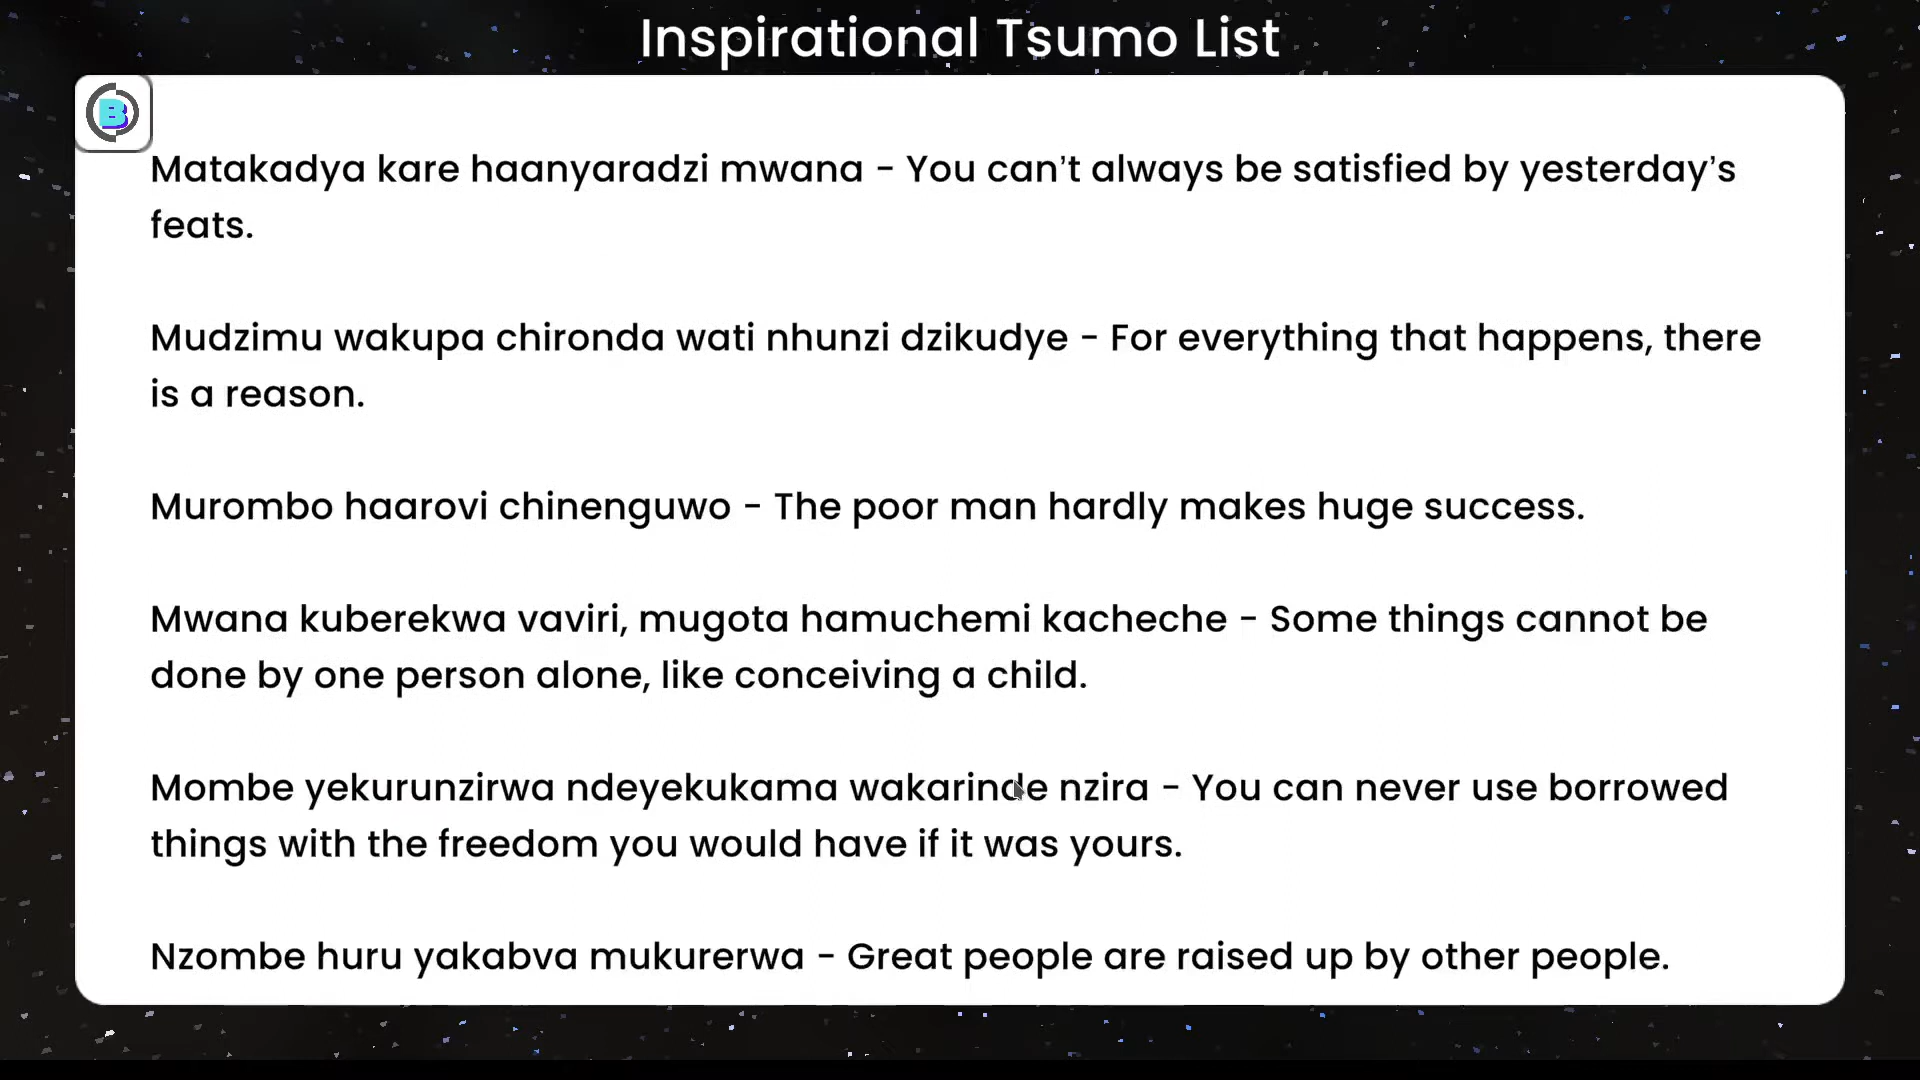 Inspirational Tsumo List
B
Matakadya kare haanyaradzi mwana - You can't always be satisfied by yesterday's
feats.
Mudzimu wakupa chironda wati nhunzi dzikudye - For everything that happens, there
is a reason.
Murombo haarovi chinenguwo - The poor man hardly makes huge success.
Mwana kuberekwa vaviri, mugota hamuchemi kacheche - Some things cannot be
done by one person alone, like conceiving a child.
Mombe yekurunzirwa ndeyekukama wakarinde nzira - You can never use borrowed
things with the freedom you would have if it was yours.
Nzombe huru yakabva mukurerwa - Great people are raised up by other people.